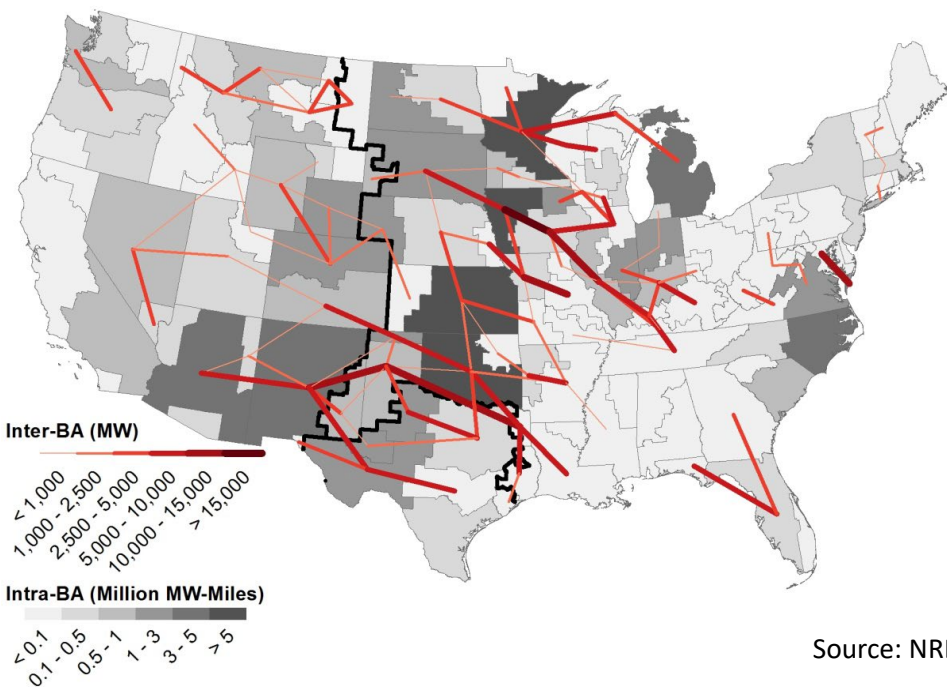 Inter-BA (MW)
< 1,000
1,000 - 2,500
2,500 - 5,000
5,000 - 10,000
10,000 - 15,000
> 15,000
Intra-BA (Million MW-Miles)
< 0.1
0.1 - 0.5
0.5 - 1
1 - 3
3 - 5
> 5
Source: